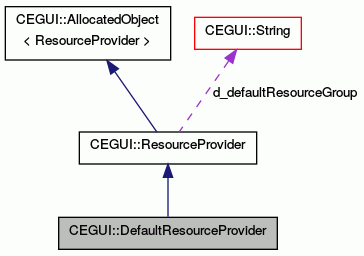 CEGUI::AllocatedObject
< ResourceProvider >
CEGUI::String
d_defaultResourceGroup
CEGUI::ResourceProvider
CEGUI::DefaultResourceProvider